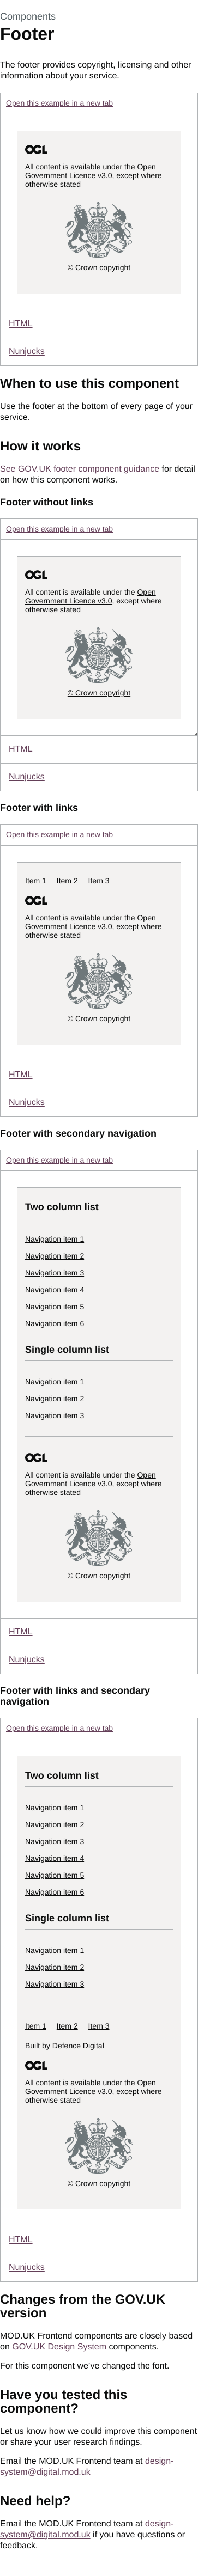 Components
Footer
The footer provides copyright, licensing and other
information about your service.
Open this example in a new tab
OGL
All content is available under the Open
Government Licence v3.0, except where
otherwise stated
© Crown copyright
HTML
Nunjucks
When to use this component
Use the footer at the bottom of every page of your
service.
How it works
See GOV.UK footer component guidance for detail
on how this component works.
Footer without links
Open this example in a new tab
OGL
All content is available under the Open
Government Licence v3.0, except where
otherwise stated
© Crown copyright
HTML
Nunjucks
Footer with links
Open this example in a new tab
Item 1 Item 2 Item 3
OGL
All content is available under the Open
Government Licence v3.0, except where
otherwise stated
© Crown copyright
HTML
Nunjucks
Footer with secondary navigation
Open this example in a new tab
Two column list
Navigation item 1
Navigation item 2
Navigation item 3
Navigation item 4
Navigation item 5
Navigation item 6
Single column list
Navigation item 1
Navigation item 2
Navigation item 3
OGL
All content is available under the Open
Government Licence v3.0, except where
otherwise stated
© Crown copyright
HTML
Nunjucks
Footer with links and secondary
navigation
Open this example in a new tab
Two column list
Navigation item 1
Navigation item 2
Navigation item 3
Navigation item 4
Navigation item 5
Navigation item 6
Single column list
Navigation item 1
Navigation item 2
Navigation item 3
Item 1 Item 2 Item 3
Built by Defence Digital
OGL
All content is available under the Open
Government Licence v3.0, except where
otherwise stated
© Crown copyright
HTML
Nunjucks
Changes from the GOV.UK
version
MOD.UK Frontend components are closely based
on GOV.UK Design System components.
For this component we've changed the font.
Have you tested this
component?
Let us know how we could improve this component
or share your user research findings.
Email the MOD.UK Frontend team at design-
system@digital.mod.uk
Need help?
Email the MOD.UK Frontend team at design-
system@digital.mod.uk if you have questions or
feedback.